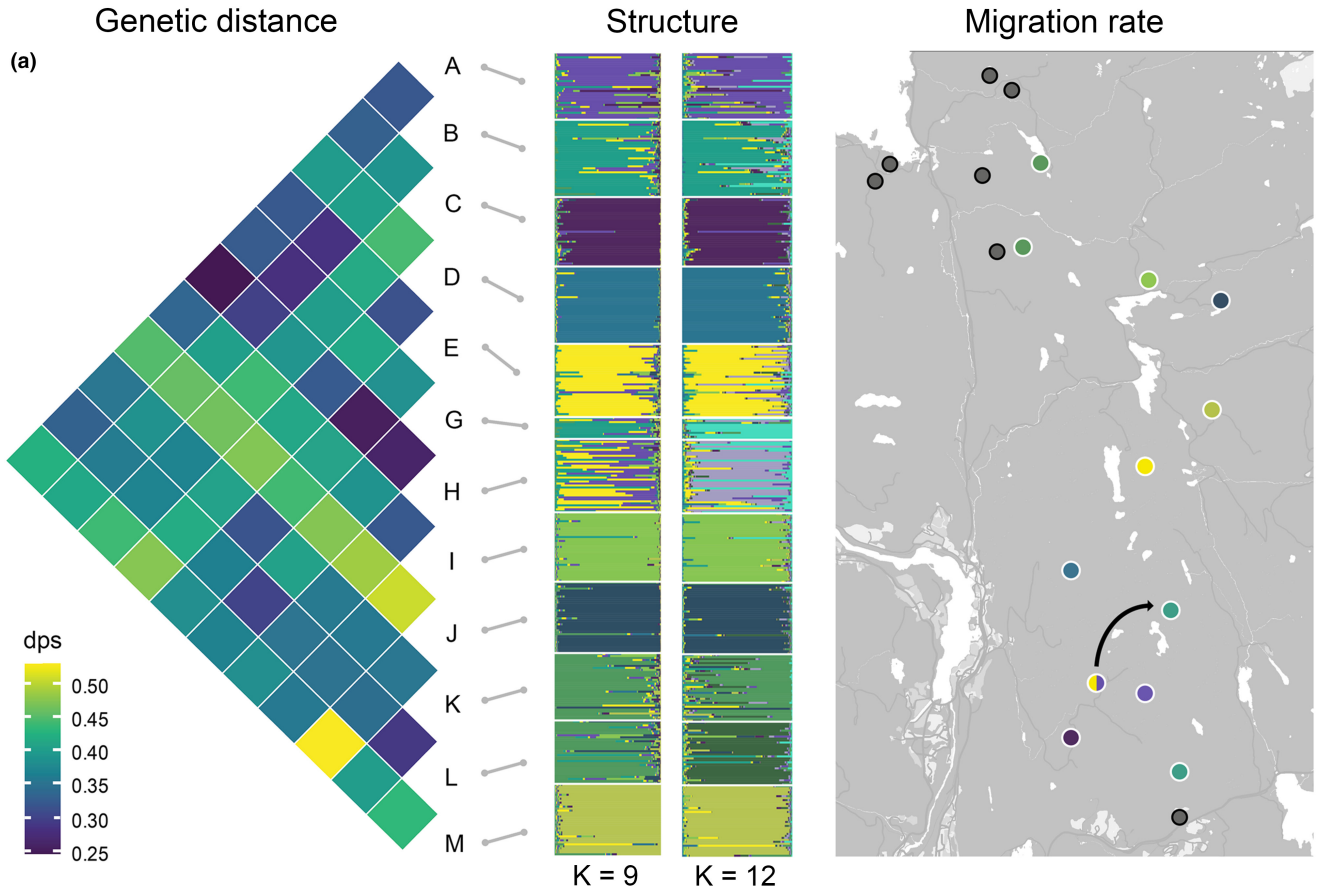 Genetic distance
Structure
Migration rate
(a)
A
B
C
D
E
G
H
I
J
K
L
M
dps
0.50
0.45
0.40
0.35
0.30
0.25
K = 9
K = 12